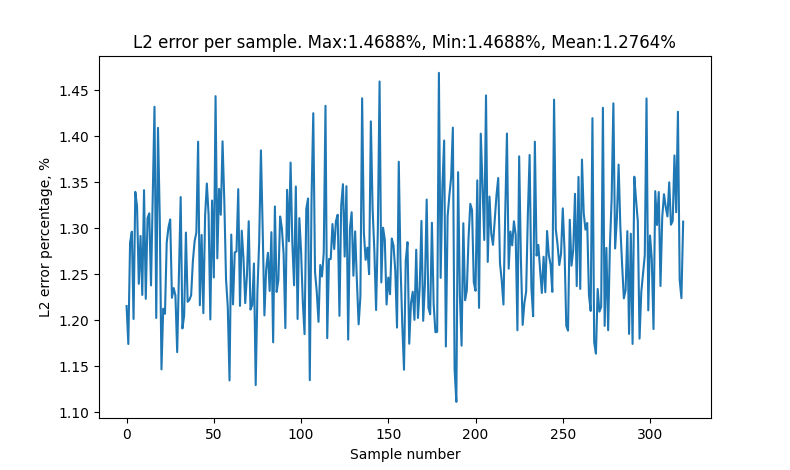 L2 error per sample. Max:1.4688%, Min:1.4688%, Mean:1.2764%
1.45
1.40
1.35
1.30
1.25
1.20
1.15
1.10
L2 error percentage, %
0 50 100 150 200 250 300
Sample number